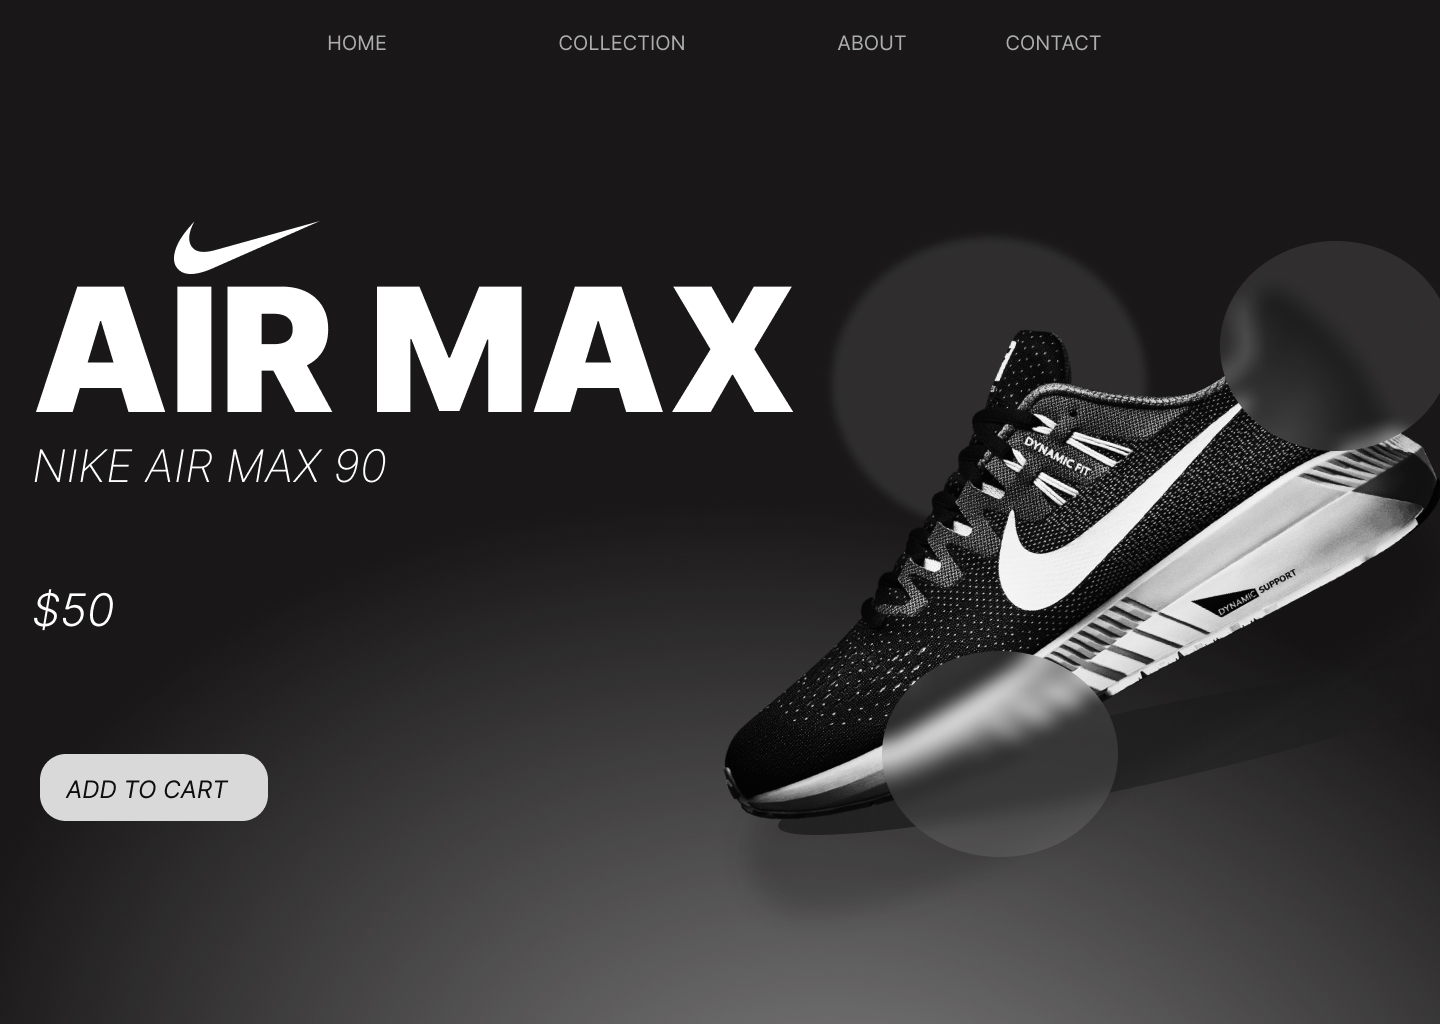 HOME COLLECTION ABOUT CONTACT
AIR MAX
NIKE AIR MAX 90
$50
ADD TO CART
DYNAMIC FIT.
DYNAMIC SUPPORT